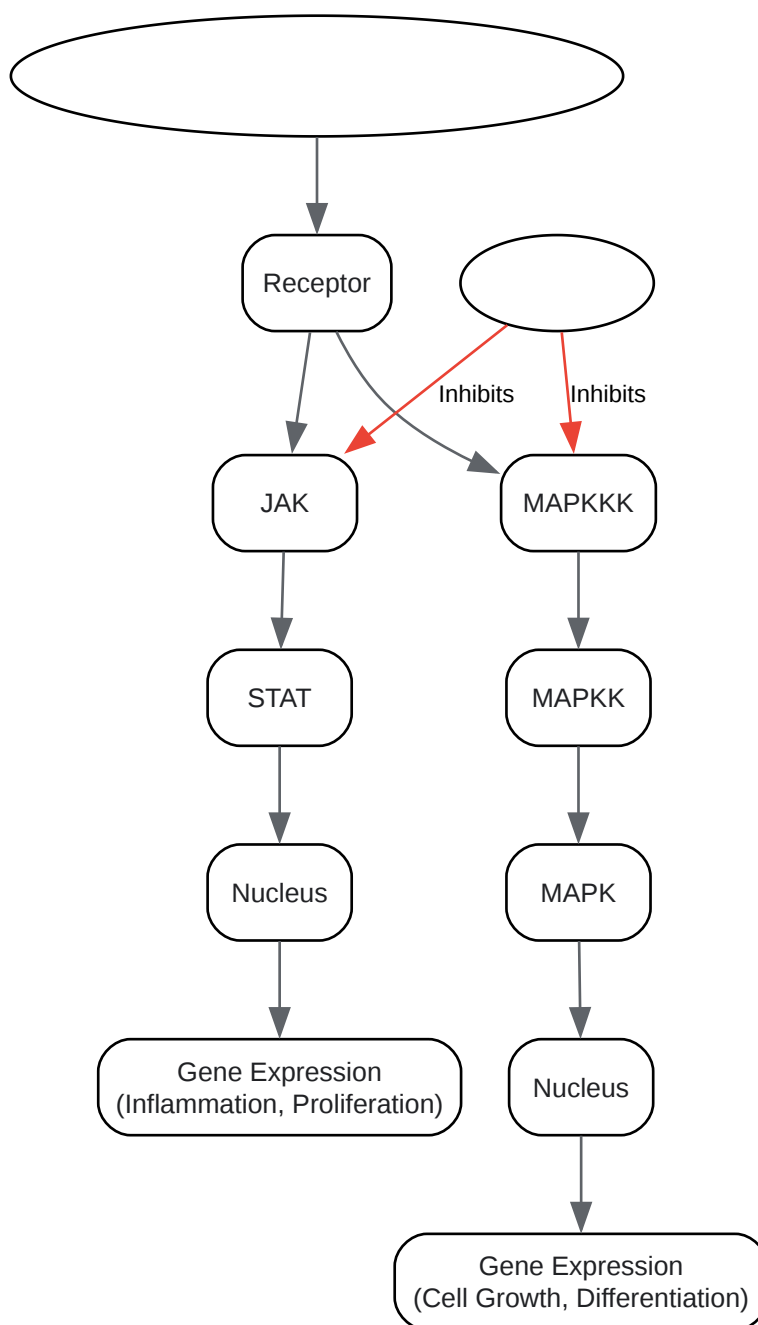 Receptor
Inhibits
Inhibits
JAK
MAPKKK
STAT
MAPKK
Nucleus
MAPK
Gene Expression
(Inflammation, Proliferation)
Nucleus
Gene Expression
(Cell Growth, Differentiation)